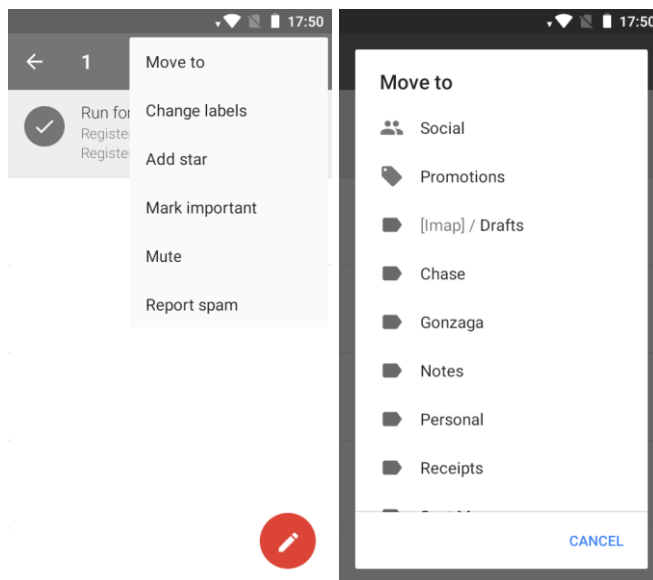 17:50
1
Move to
Change labels
Add star
Mark important
Mute
Report spam
Run for
Registe
Registe
17:50
Move to
Social
Promotions
[Imap] / Drafts
Chase
Gonzaga
Notes
Personal
Receipts
CANCEL